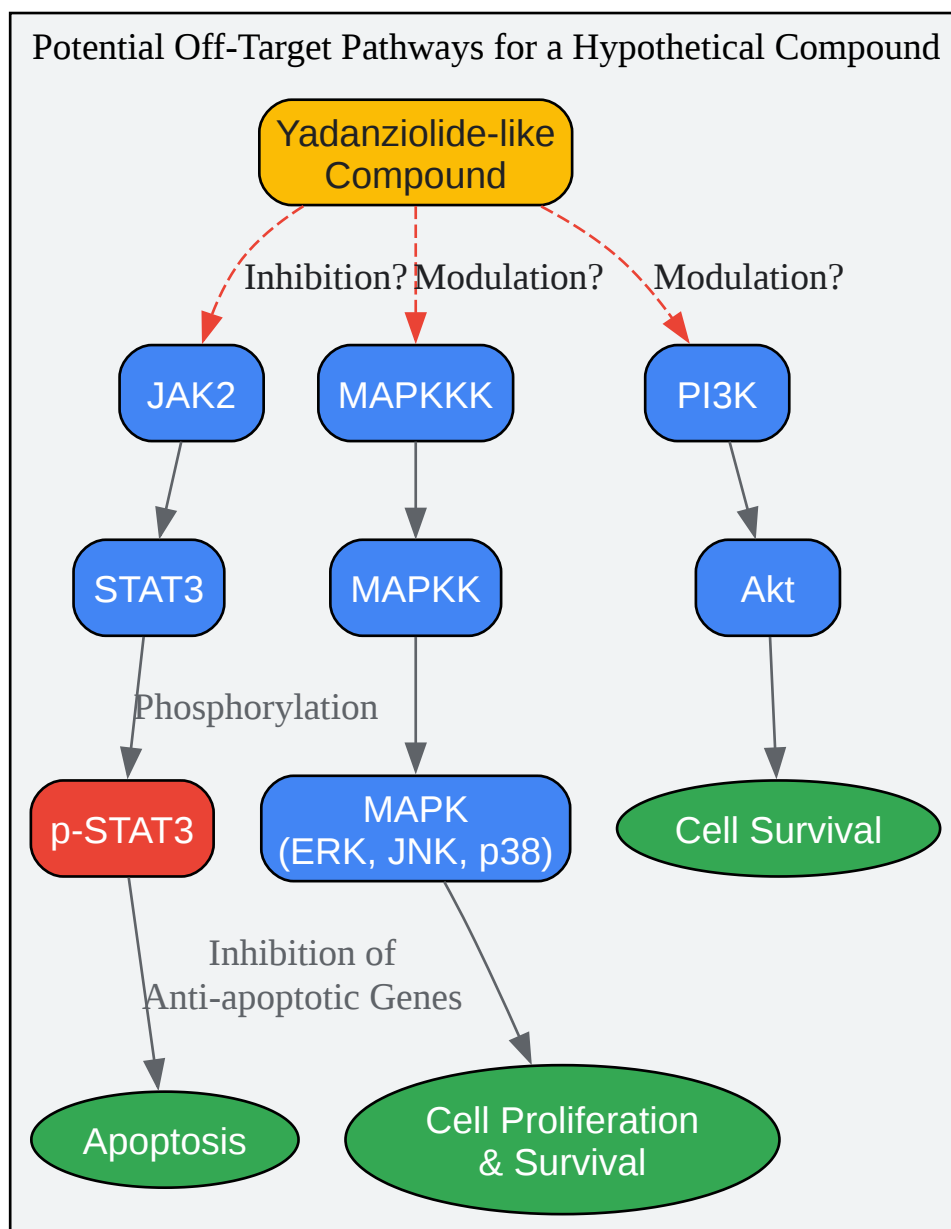 Potential Off-Target Pathways for a Hypothetical Compound
Yadanziolide-like
Compound
Inhibition?
Modulation?
Modulation?
JAK2
MAPKKK
PI3K
STAT3
MAPKK
Akt
Phosphorylation
p-STAT3
MAPK
(ERK, JNK, p38)
Cell Survival
Inhibition of
Anti-apoptotic Genes
Apoptosis
Cell Proliferation
& Survival